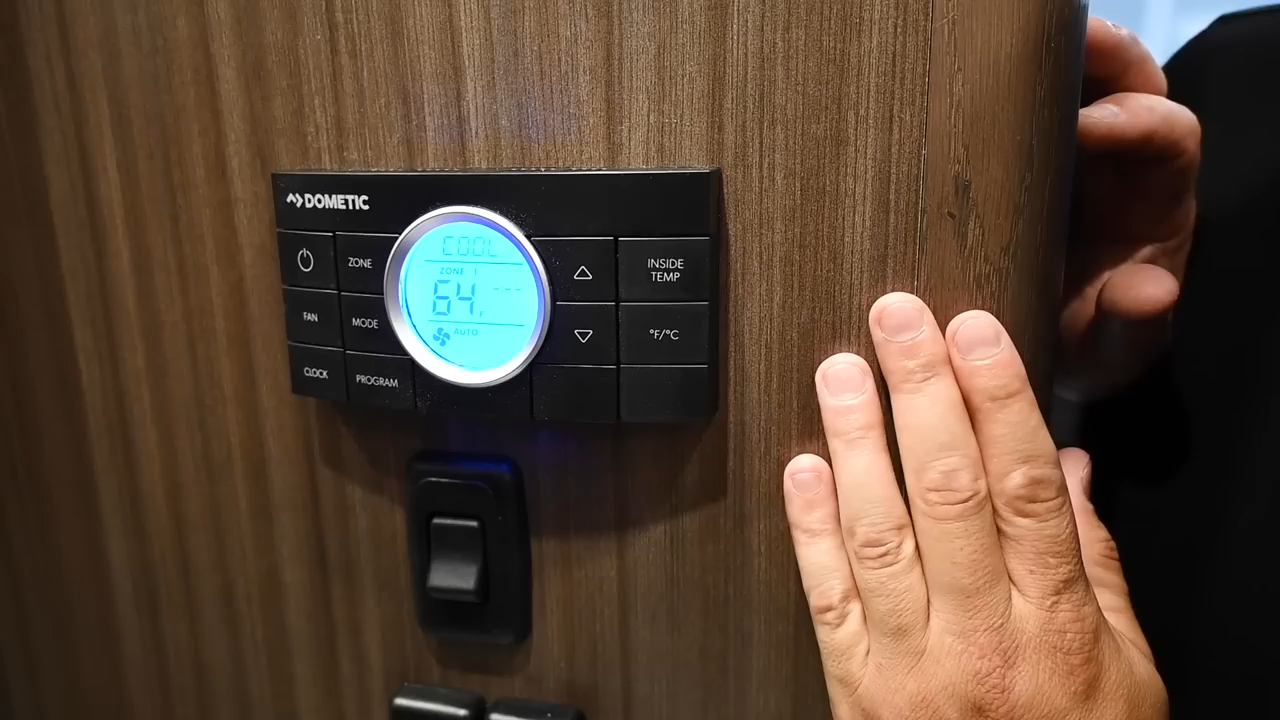 DOMETIC
COOL
ZONE
ZONE 1
INSIDE
TEMP
64
FAN
MODE
AUTO
°F/°C
CLOCK
PROGRAM